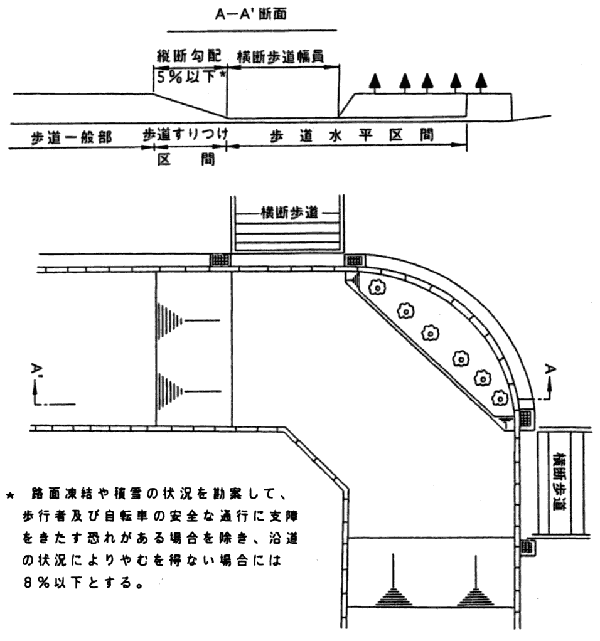 A－A'断面
縦断勾配
5％以下*
横断歩道幅員
歩道一般部
歩道すりつけ
区間
歩道水平区間
横断歩道
A'
A
横断歩道
* 路面凍結や積雪の状況を勘案して、
歩行者及び自転車の安全な通行に支障
をきたす恐れがある場合を除き、沿道
の状況によりやむを得ない場合には
8％以下とする。